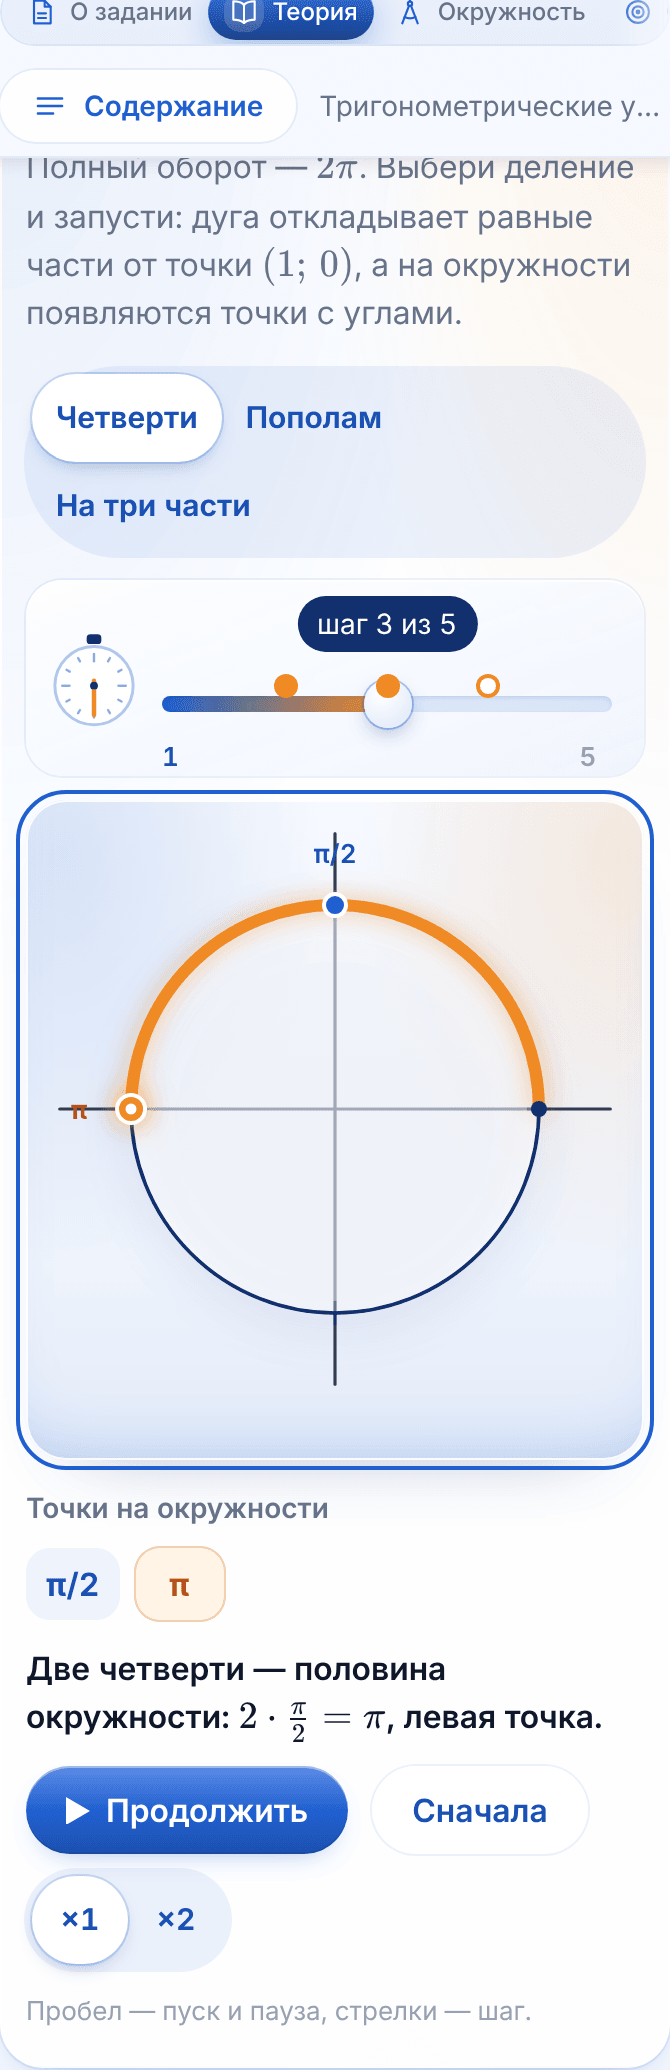 О задании Теория Окружность
Содержание Тригонометрические у...
Полный оборот — 2π. Выбери деление
и запусти: дуга откладывает равные
части от точки (1; 0), а на окружности
появляются точки с углами.
Четверти Пополам
На три части
шаг 3 из 5
1 5
π/2
π
Точки на окружности
π/2 π
Две четверти — половина
окружности: 2 · π/2 = π, левая точка.
Продолжить Сначала
×1 ×2
Пробел — пуск и пауза, стрелки — шаг.